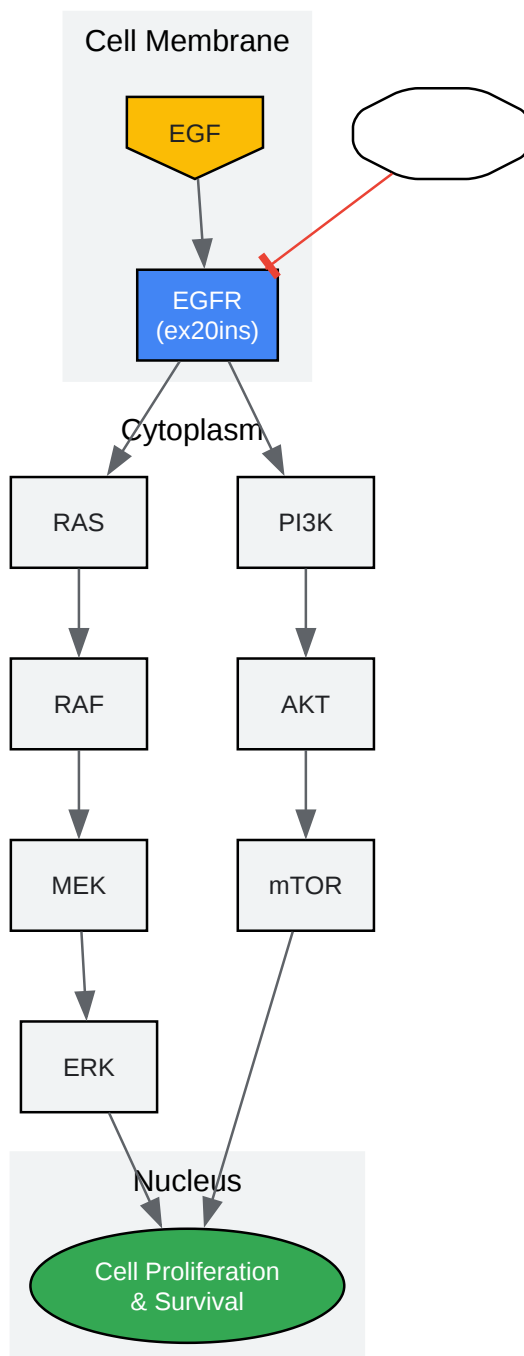 Cell Membrane
EGF
EGFR
(ex20ins)
Cytoplasm
RAS
PI3K
RAF
AKT
MEK
mTOR
ERK
Nucleus
Cell Proliferation
& Survival